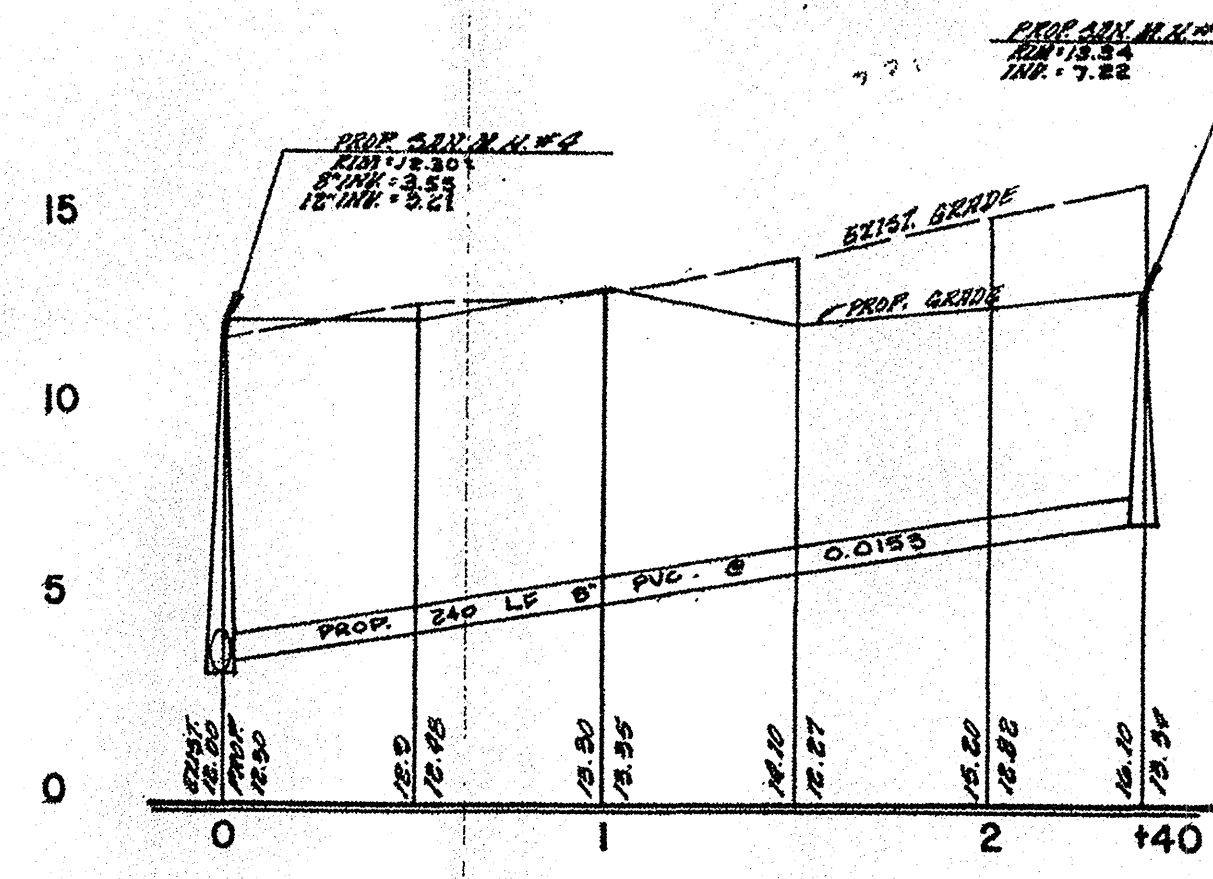 PROP. SAN. M.H.#
RIM=13.34
INV.=7.22
PROP. SAN. M.H.#4
RIM=12.30±
8"INV.=3.55
12"INV.=3.21
15
EXIST. GRADE
PROP. GRADE
10
5
PROP. 240 LF 8" PVC. @ 0.0153
0
EXIST.
12.00
PROP.
12.30
12.9
12.48
13.30
13.35
14.10
12.27
15.20
12.82
16.10
13.34
0 1 2 +40